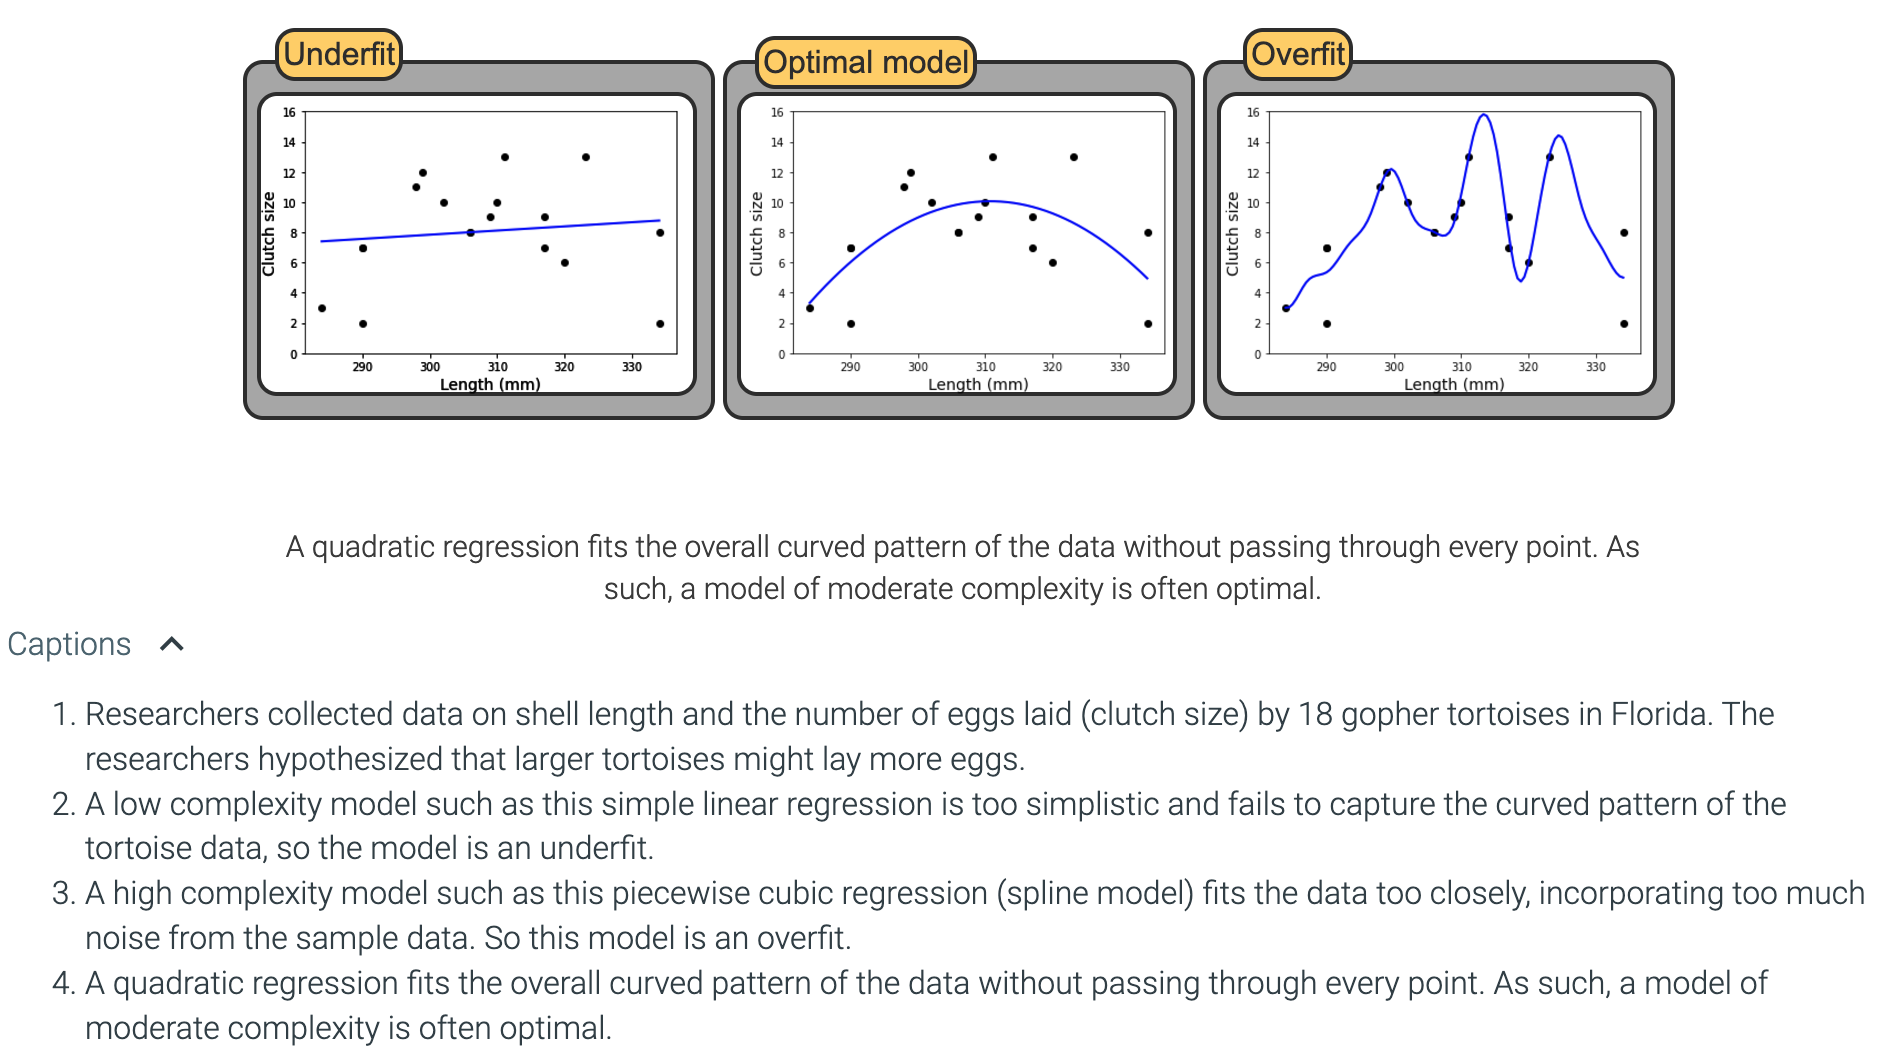 Underfit
Optimal model
Overfit
16
14
12
10
8
6
4
2
0
Clutch size
290 300 310 320 330
Length (mm)
16
14
12
10
8
6
4
2
0
Clutch size
290 300 310 320 330
Length (mm)
16
14
12
10
8
6
4
2
0
Clutch size
290 300 310 320 330
Length (mm)
A quadratic regression fits the overall curved pattern of the data without passing through every point. As
such, a model of moderate complexity is often optimal.
Captions
1. Researchers collected data on shell length and the number of eggs laid (clutch size) by 18 gopher tortoises in Florida. The
researchers hypothesized that larger tortoises might lay more eggs.
2. A low complexity model such as this simple linear regression is too simplistic and fails to capture the curved pattern of the
tortoise data, so the model is an underfit.
3. A high complexity model such as this piecewise cubic regression (spline model) fits the data too closely, incorporating too much
noise from the sample data. So this model is an overfit.
4. A quadratic regression fits the overall curved pattern of the data without passing through every point. As such, a model of
moderate complexity is often optimal.